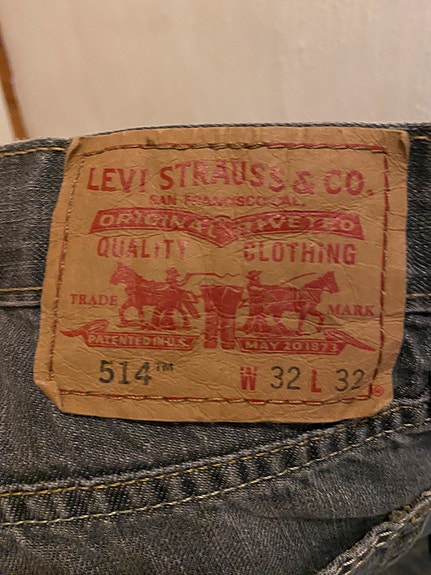 LEVI STRAUSS & CO.
SAN FRANCISCO CAL.
ORIGINAL RIVETED
QUALITY CLOTHING
TRADE MARK
PATENTED IN U.S. MAY 20 1873
514™ W 32 L 32 ®